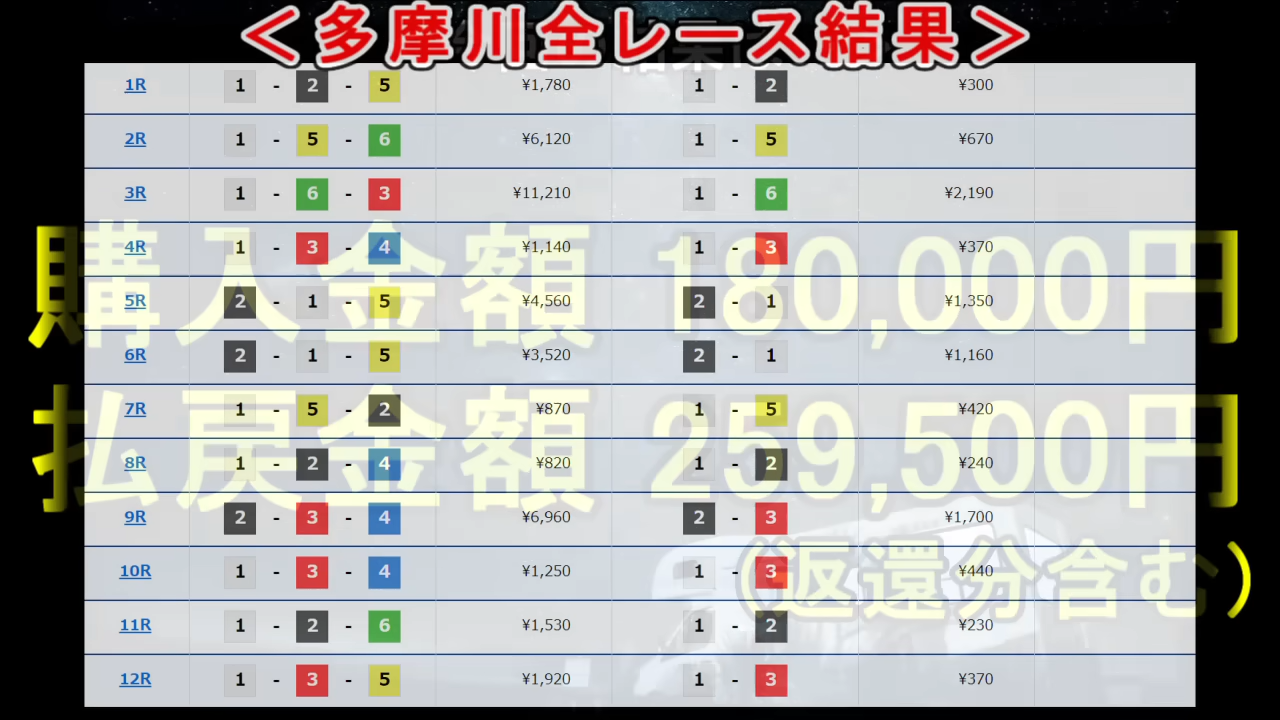 ＜多摩川全レース結果＞
1R 1 - 2 - 5 ¥1,780 1 - 2 ¥300
2R 1 - 5 - 6 ¥6,120 1 - 5 ¥670
3R 1 - 6 - 3 ¥11,210 1 - 6 ¥2,190
4R 1 - 3 - 4 ¥1,140 1 - 3 ¥370
購入金額 180,000円
5R 2 - 1 - 5 ¥4,560 2 - 1 ¥1,350
6R 2 - 1 - 5 ¥3,520 2 - 1 ¥1,160
7R 1 - 5 - 2 ¥870 1 - 5 ¥420
払戻金額 259,500円
8R 1 - 2 - 4 ¥820 1 - 2 ¥240
9R 2 - 3 - 4 ¥6,960 2 - 3 ¥1,700
10R 1 - 3 - 4 ¥1,250 1 - 3 ¥440
（返還分含む）
11R 1 - 2 - 6 ¥1,530 1 - 2 ¥230
12R 1 - 3 - 5 ¥1,920 1 - 3 ¥370